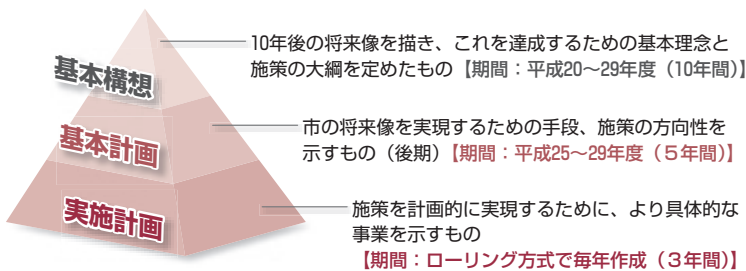 基本構想
10年後の将来像を描き、これを達成するための基本理念と
施策の大綱を定めたもの【期間：平成20～29年度（10年間）】
基本計画
市の将来像を実現するための手段、施策の方向性を
示すもの（後期）【期間：平成25～29年度（５年間）】
実施計画
施策を計画的に実現するために、より具体的な
事業を示すもの
【期間：ローリング方式で毎年作成（３年間）】